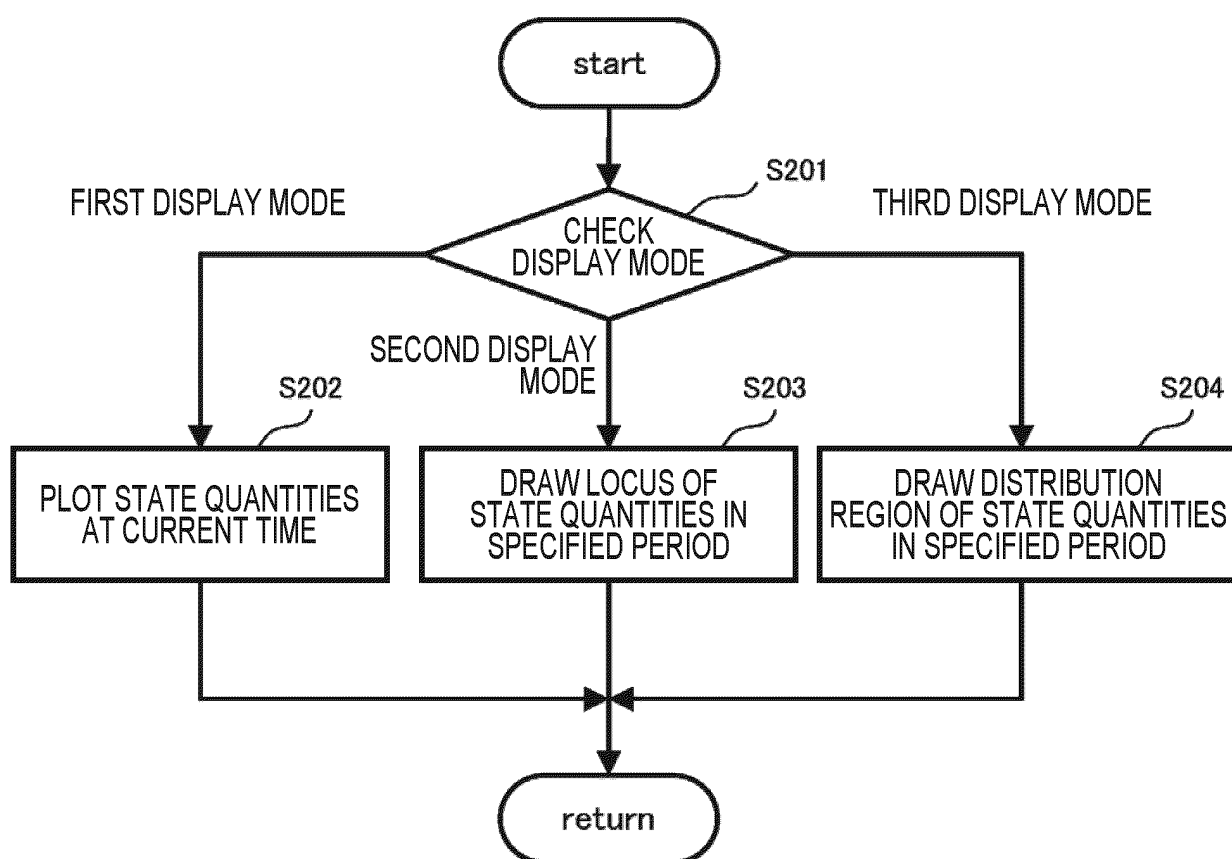 start
S201
FIRST DISPLAY MODE
THIRD DISPLAY MODE
CHECK
DISPLAY MODE
SECOND DISPLAY
MODE
S202
S203
S204
PLOT STATE QUANTITIES
AT CURRENT TIME
DRAW LOCUS OF
STATE QUANTITIES IN
SPECIFIED PERIOD
DRAW DISTRIBUTION
REGION OF STATE QUANTITIES
IN SPECIFIED PERIOD
return